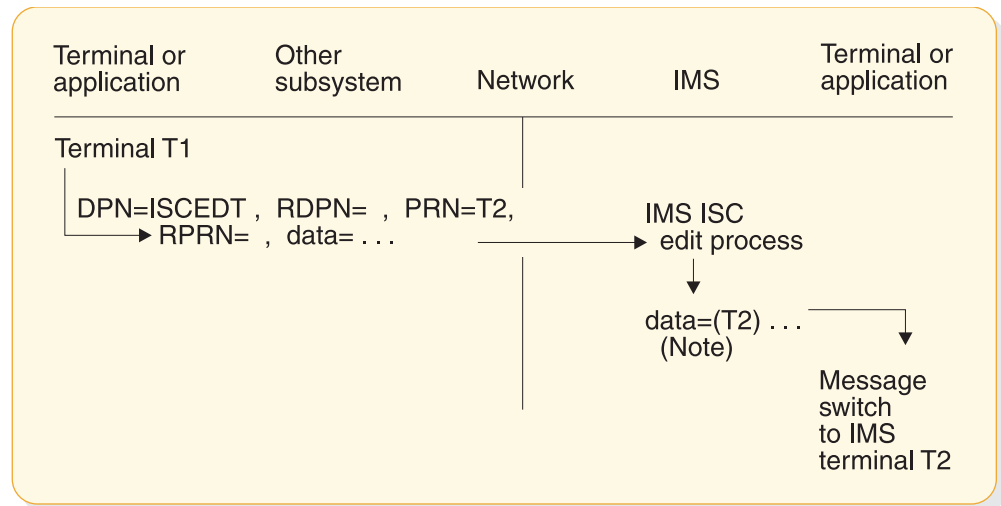 Terminal or
application
Other
subsystem
Network
IMS
Terminal or
application
Terminal T1
DPN=ISCEDT , RDPN= , PRN=T2,
RPRN= , data= . . .
IMS ISC
edit process
data=(T2) . . .
(Note)
Message
switch
to IMS
terminal T2